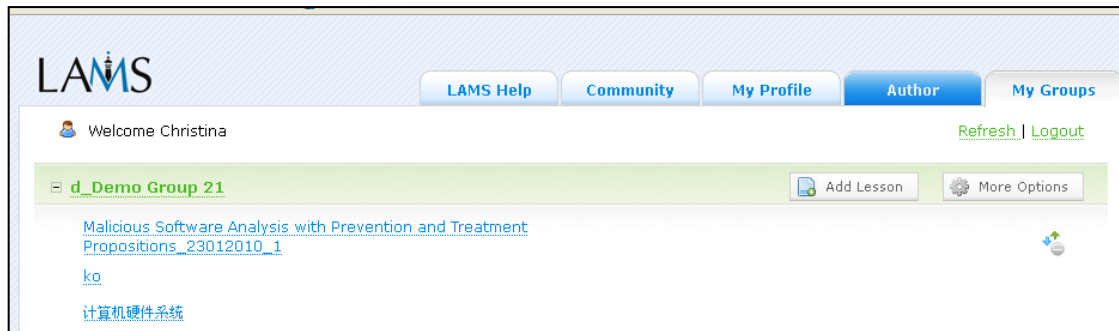 LAMS
LAMS Help Community My Profile Author My Groups
Welcome Christina
Refresh | Logout
d_Demo Group 21
Add Lesson
More Options
Malicious Software Analysis with Prevention and Treatment
Propositions_23012010_1
ko
计算机硬件系统